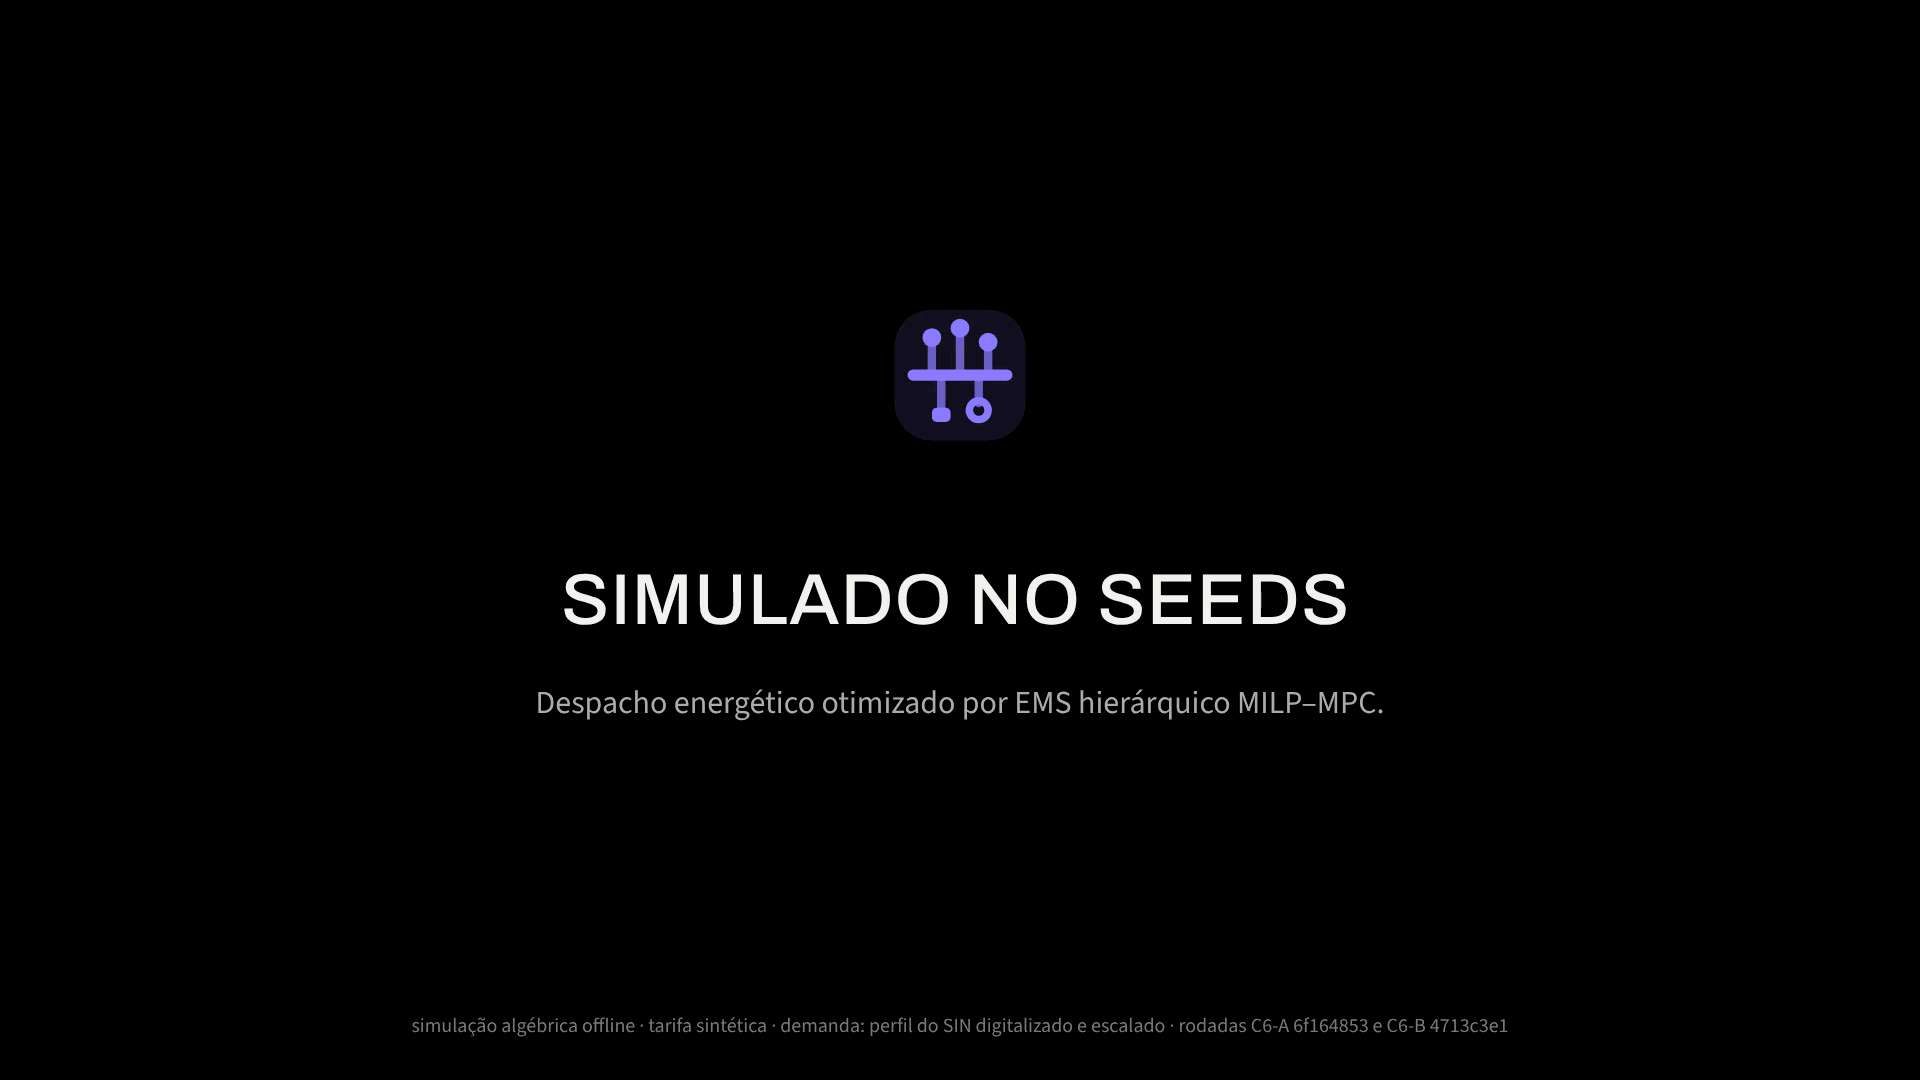 SIMULADO NO SEEDS
Despacho energético otimizado por EMS hierárquico MILP–MPC.
simulação algébrica offline · tarifa sintética · demanda: perfil do SIN digitalizado e escalado · rodadas C6-A 6f164853 e C6-B 4713c3e1